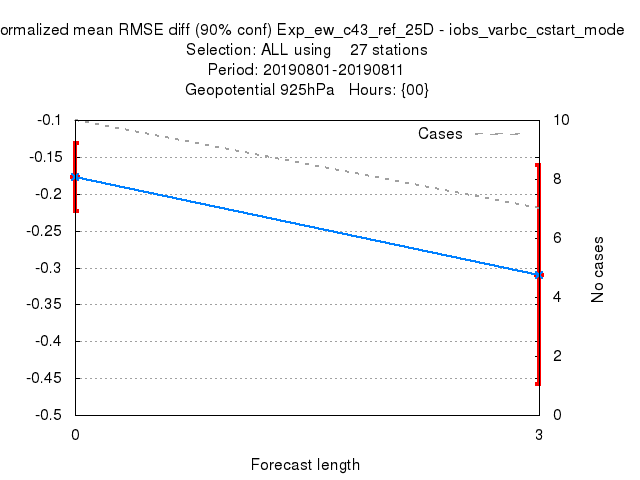 ormalized mean RMSE diff (90% conf) Exp_ew_c43_ref_25D - iobs_varbc_cstart_mode
Selection: ALL using 27 stations
Period: 20190801-20190811
Geopotential 925hPa Hours: {00}
Cases
-0.1
-0.15
-0.2
-0.25
-0.3
-0.35
-0.4
-0.45
-0.5
10
8
6
4
2
0
No cases
0
3
Forecast length